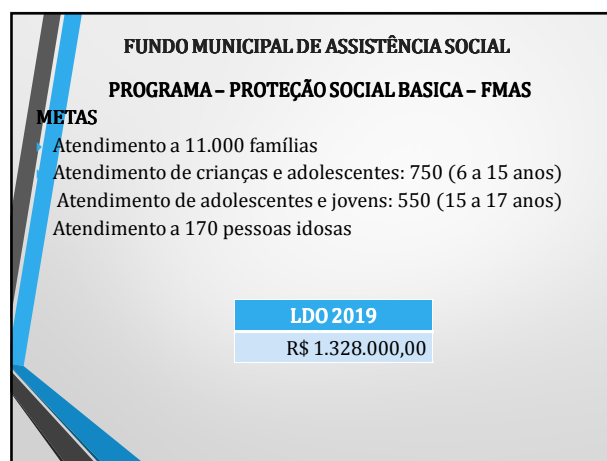 FUNDO MUNICIPAL DE ASSISTÊNCIA SOCIAL
PROGRAMA – PROTEÇÃO SOCIAL BASICA – FMAS
METAS
Atendimento a 11.000 famílias
Atendimento de crianças e adolescentes: 750 (6 a 15 anos)
Atendimento de adolescentes e jovens: 550 (15 a 17 anos)
Atendimento a 170 pessoas idosas
LDO 2019
R$ 1.328.000,00